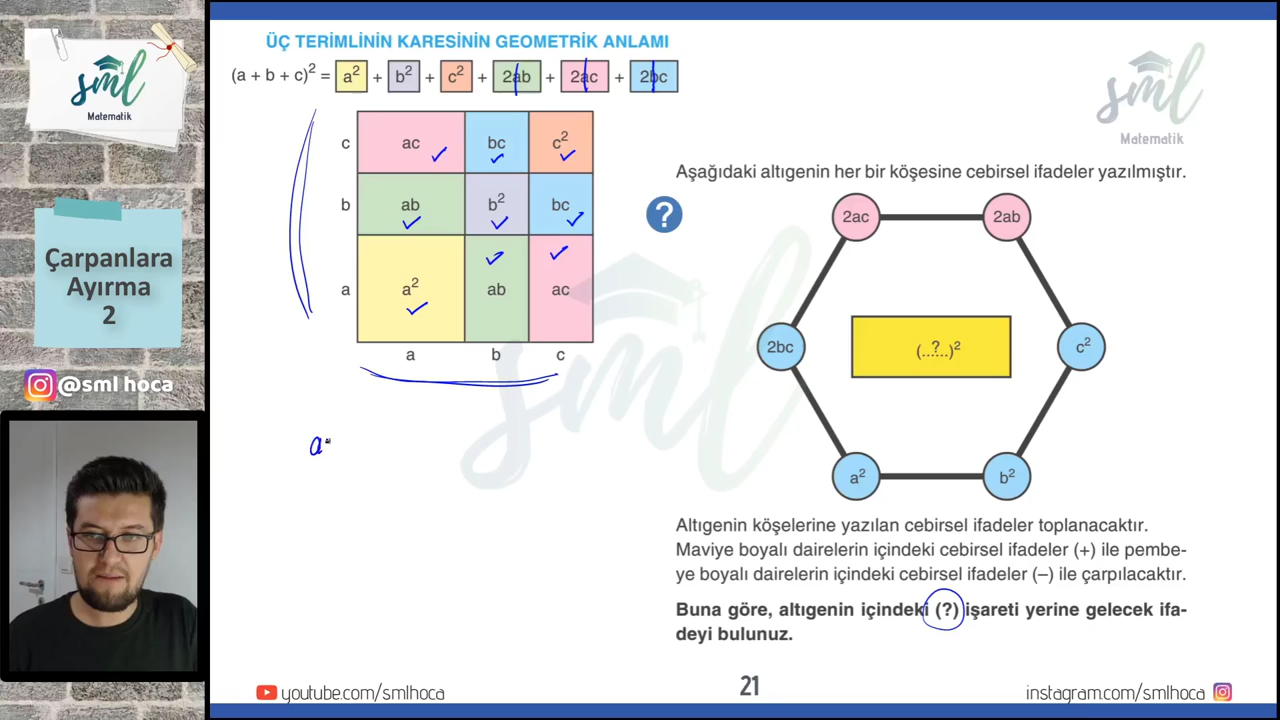 sml
Matematik
Çarpanlara
Ayırma
2
@sml hoca
ÜÇ TERİMLİNİN KARESİNİN GEOMETRİK ANLAMI
(a + b + c)² = a² + b² + c² + 2ab + 2ac + 2bc
c ac bc c²
b ab b² bc
a a² ab ac
a b c
a
sml
Matematik
sml
?
Aşağıdaki altıgenin her bir köşesine cebirsel ifadeler yazılmıştır.
2ac 2ab
2bc (..?..)² c²
a² b²
Altıgenin köşelerine yazılan cebirsel ifadeler toplanacaktır.
Maviye boyalı dairelerin içindeki cebirsel ifadeler (+) ile pembe-
ye boyalı dairelerin içindeki cebirsel ifadeler (–) ile çarpılacaktır.
Buna göre, altıgenin içindeki (?) işareti yerine gelecek ifa-
deyi bulunuz.
youtube.com/smlhoca
21
instagram.com/smlhoca